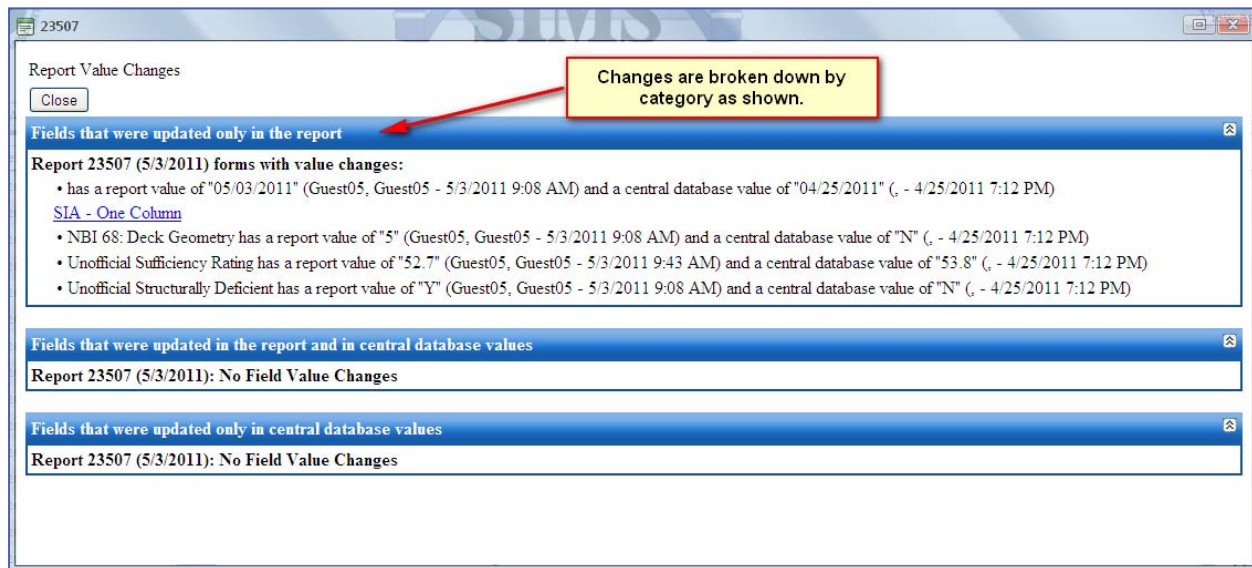 SIMS
23507
Report Value Changes
Close
Changes are broken down by
category as shown.
Fields that were updated only in the report
Report 23507 (5/3/2011) forms with value changes:
• has a report value of "05/03/2011" (Guest05, Guest05 - 5/3/2011 9:08 AM) and a central database value of "04/25/2011" (, - 4/25/2011 7:12 PM)
SIA - One Column
• NBI 68: Deck Geometry has a report value of "5" (Guest05, Guest05 - 5/3/2011 9:08 AM) and a central database value of "N" (, - 4/25/2011 7:12 PM)
• Unofficial Sufficiency Rating has a report value of "52.7" (Guest05, Guest05 - 5/3/2011 9:43 AM) and a central database value of "53.8" (, - 4/25/2011 7:12 PM)
• Unofficial Structurally Deficient has a report value of "Y" (Guest05, Guest05 - 5/3/2011 9:08 AM) and a central database value of "N" (, - 4/25/2011 7:12 PM)
Fields that were updated in the report and in central database values
Report 23507 (5/3/2011): No Field Value Changes
Fields that were updated only in central database values
Report 23507 (5/3/2011): No Field Value Changes